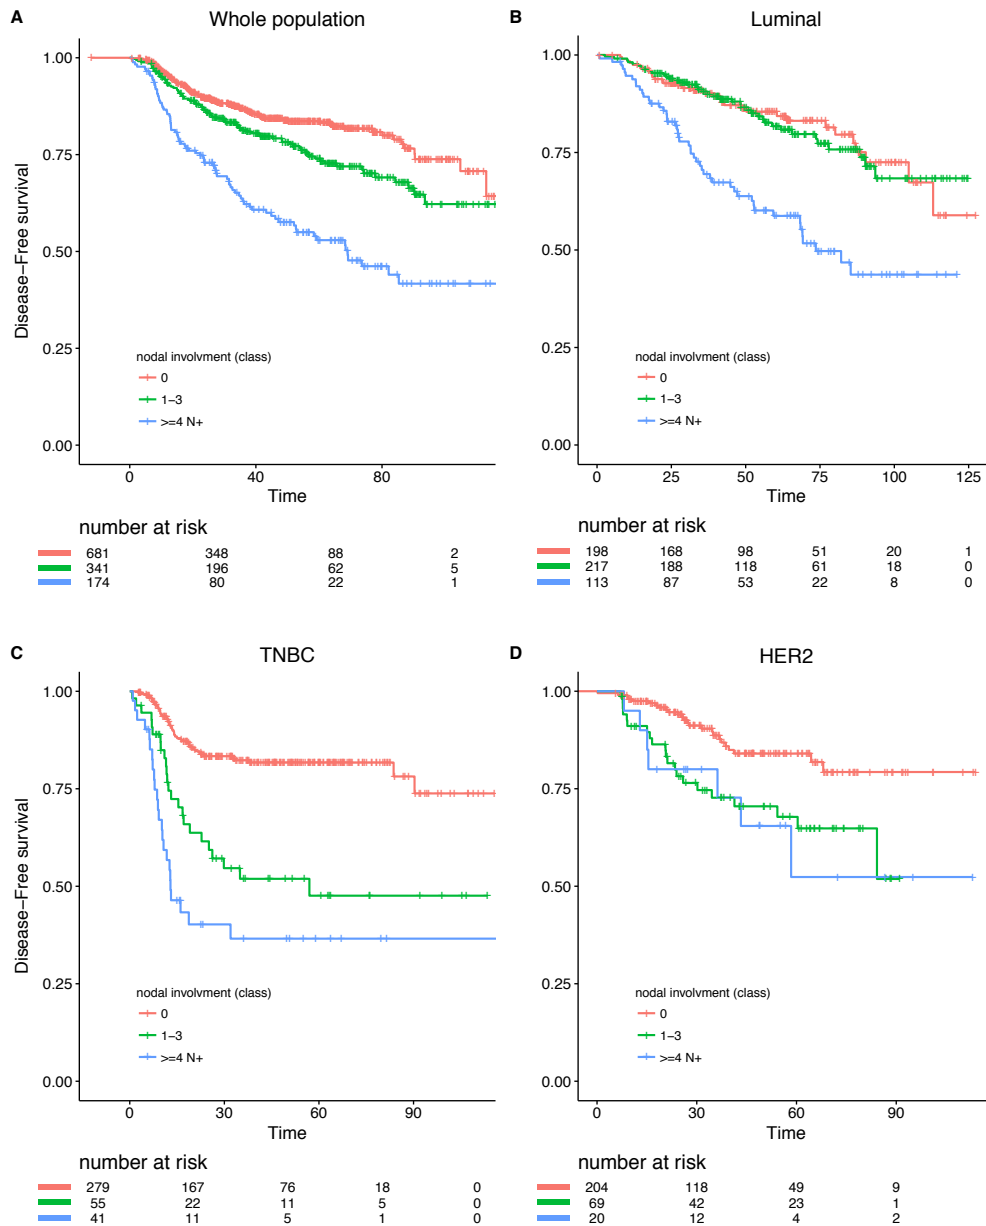 A
Whole population
1.00
0.75
0.50
0.25
0.00
Disease−Free survival
nodal involvment (class)
0
1−3
>=4 N+
0 40 80
Time
number at risk
681 348 88 2
341 196 62 5
174 80 22 1
B
Luminal
1.00
0.75
0.50
0.25
0.00
nodal involvment (class)
0
1−3
>=4 N+
0 25 50 75 100 125
Time
number at risk
198 168 98 51 20 1
217 188 118 61 18 0
113 87 53 22 8 0
C
TNBC
1.00
0.75
0.50
0.25
0.00
Disease−Free survival
nodal involvment (class)
0
1−3
>=4 N+
0 30 60 90
Time
number at risk
279 167 76 18 0
55 22 11 5 0
41 11 5 1 0
D
HER2
1.00
0.75
0.50
0.25
0.00
nodal involvment (class)
0
1−3
>=4 N+
0 30 60 90
Time
number at risk
204 118 49 9
69 42 23 1
20 12 4 2